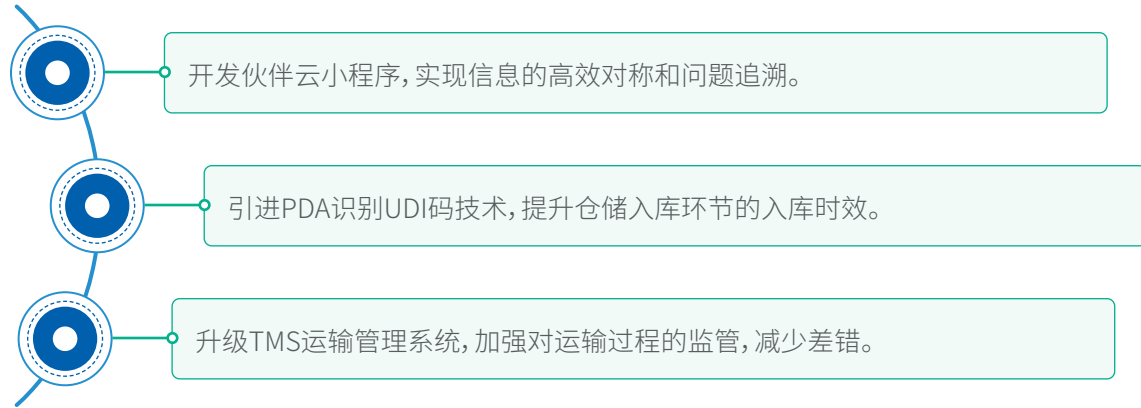 开发伙伴云小程序，实现信息的高效对称和问题追溯。
引进PDA识别UDI码技术，提升仓储入库环节的入库时效。
升级TMS运输管理系统，加强对运输过程的监管，减少差错。